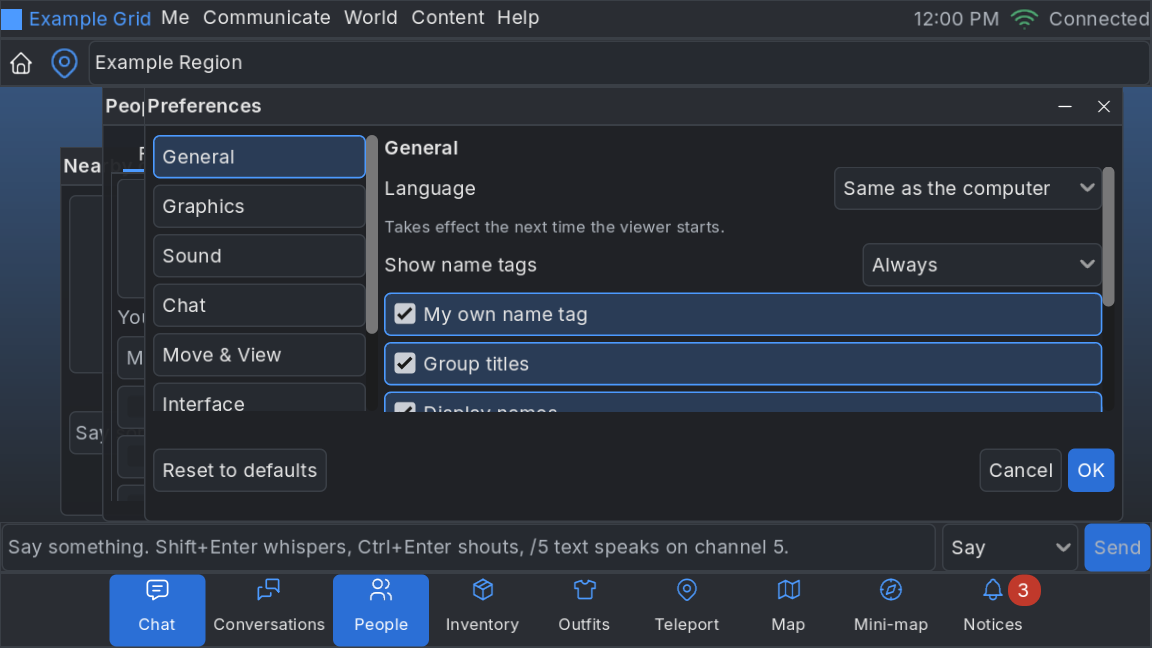 Example Grid Me Communicate World Content Help 12:00 PM Connected
Example Region
Preferences
General
Graphics
Sound
Chat
Move & View
Interface
General
Language Same as the computer
Takes effect the next time the viewer starts.
Show name tags Always
My own name tag
Group titles
Display names
Reset to defaults Cancel OK
Say something. Shift+Enter whispers, Ctrl+Enter shouts, /5 text speaks on channel 5. Say Send
Chat Conversations People Inventory Outfits Teleport Map Mini-map Notices 3